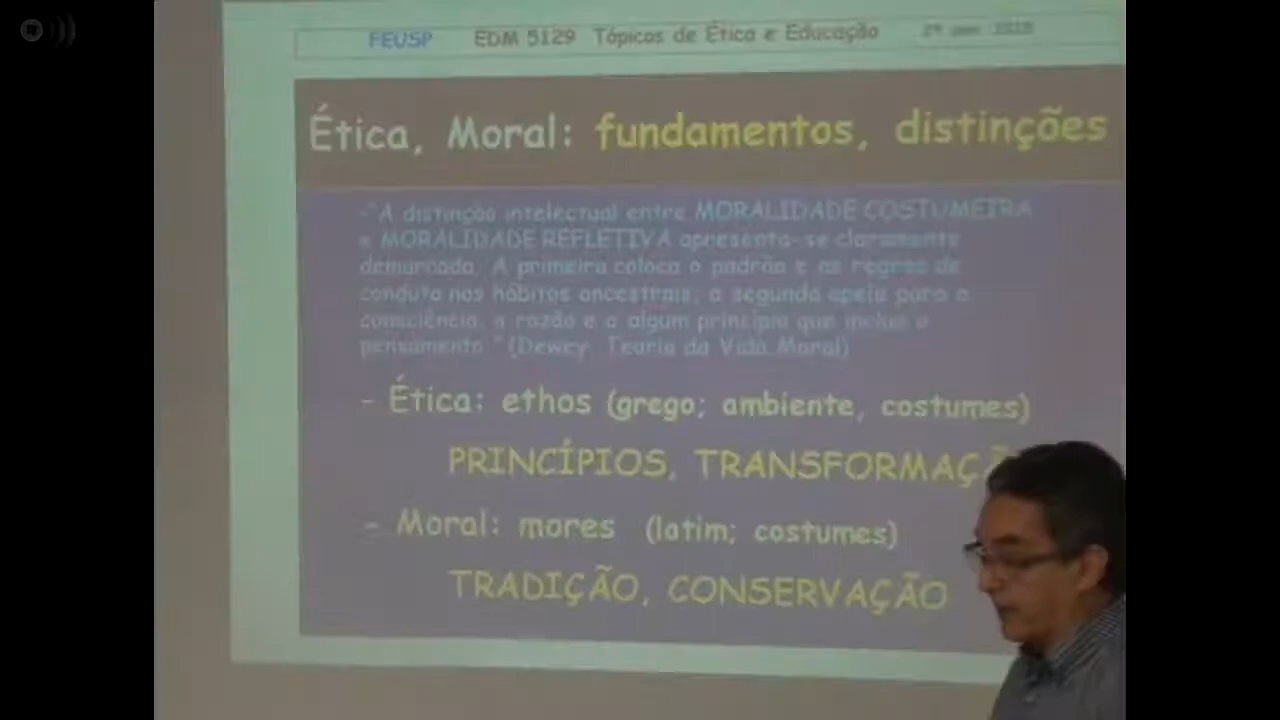 FEUSP EDM 5129 Tópicos de Ética e Educação
Ética, Moral: fundamentos, distinções
-"A distinção intelectual entre MORALIDADE COSTUMEIRA
e MORALIDADE REFLETIVA apresenta-se claramente
demarcada. A primeira coloca o padrão e as regras de
conduta nos hábitos ancestrais; a segunda apela para a
consciência, a razão e a algum princípio que inclua o
pensamento." (Dewey Teoria da Vida Moral)
- Ética: ethos (grego; ambiente, costumes)
PRINCÍPIOS, TRANSFORMAÇÃ
- Moral: mores (latim; costumes)
TRADIÇÃO, CONSERVAÇÃO